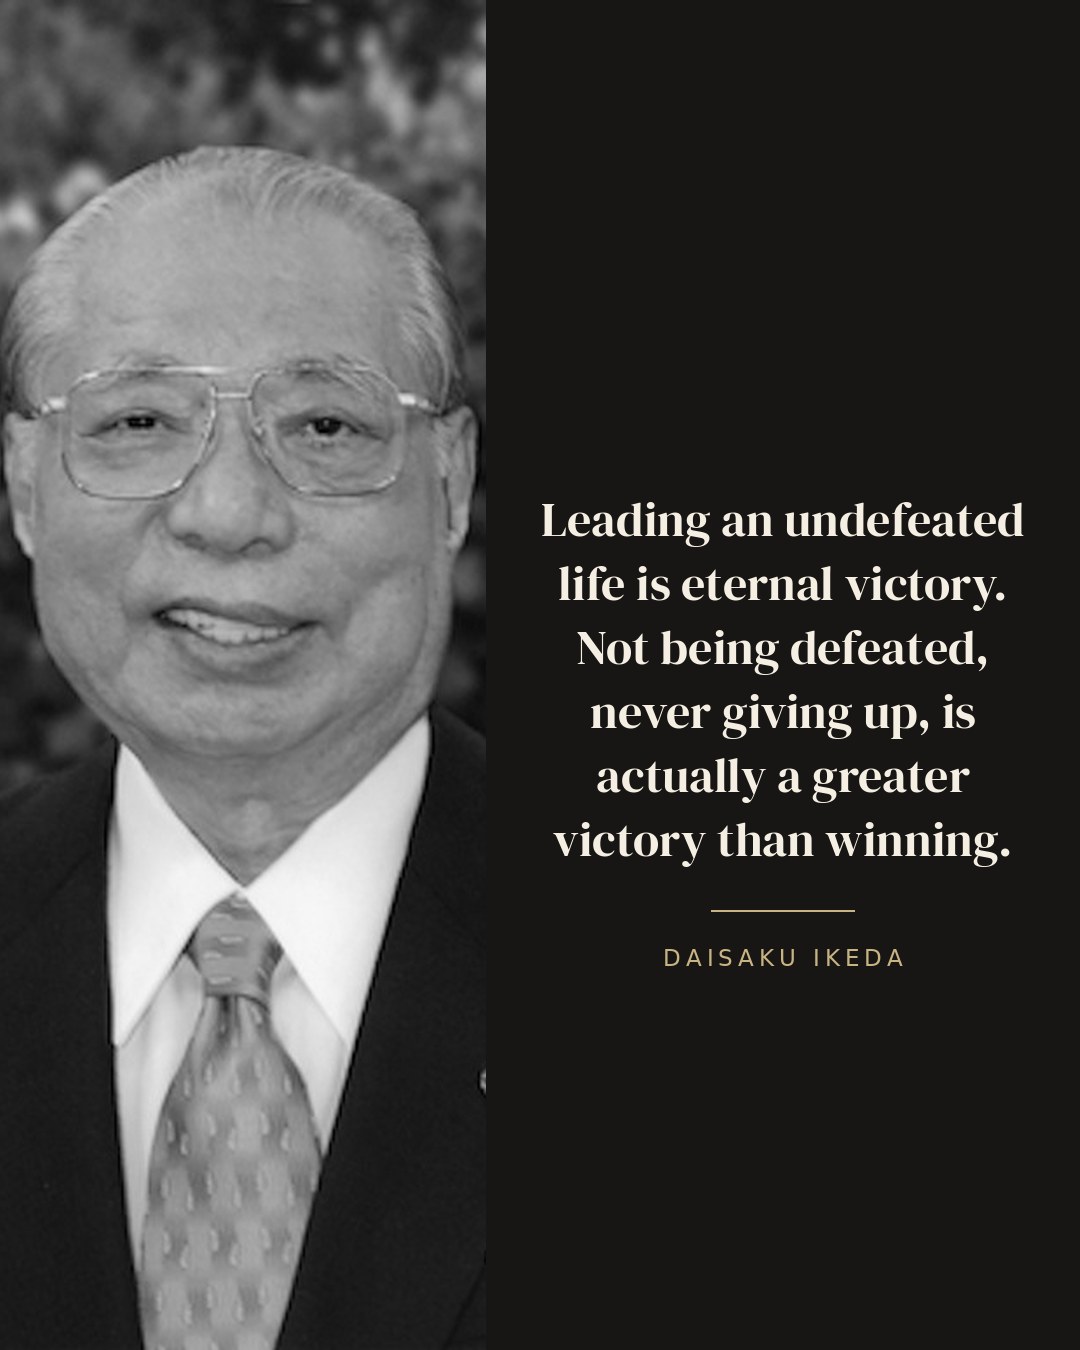 Leading an undefeated
life is eternal victory.
Not being defeated,
never giving up, is
actually a greater
victory than winning.
DAISAKU IKEDA